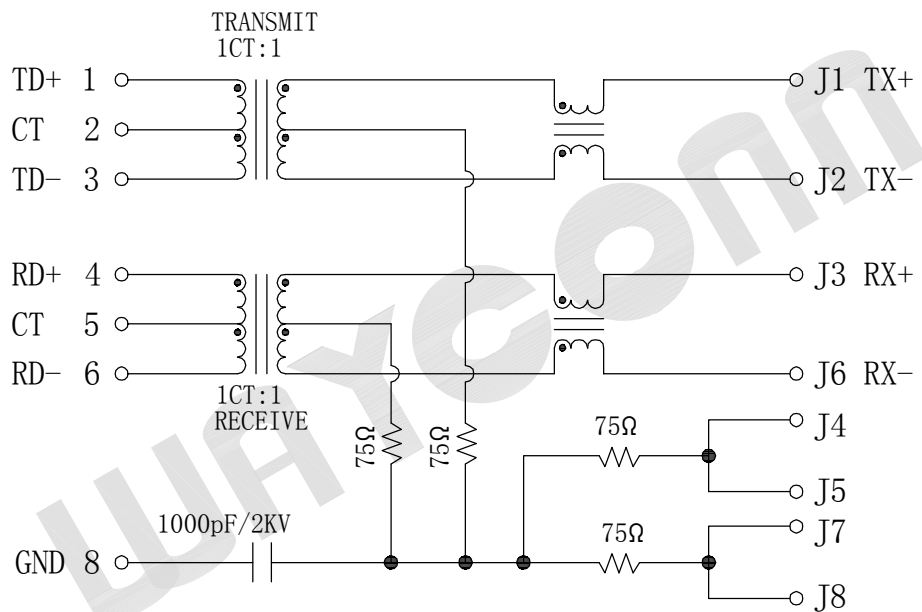 TRANSMIT
1CT:1
TD+ 1
J1 TX+
CT 2
TD- 3
J2 TX-
RD+ 4
J3 RX+
CT 5
RD- 6
J6 RX-
1CT:1
RECEIVE
75Ω
75Ω
75Ω
J4
J5
1000pF/2KV
75Ω
J7
GND 8
J8
WAYCONN